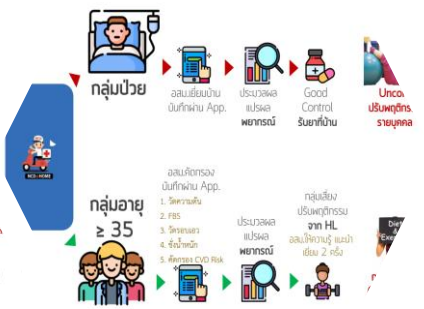 กลุ่มป่วย
อสม.เยี่ยมบ้าน
บันทึกผ่าน App.
ประมวลผล
แปรผล
พยากรณ์
Good
Control
รับยาที่บ้าน
ปรับพฤติกร
รายบุคคล
NCDs HOME
กลุ่มอายุ
≥ 35
อสม.คัดกรอง
บันทึกผ่าน App.
1. วัดความดัน
2. FBS
3. วัดรอบเอว
4. ชั่งน้ำหนัก
5. คัดกรอง CVD Risk
ประมวลผล
แปรผล
พยากรณ์
กลุ่มเสี่ยง
ปรับพฤติกรรม
จาก HL
อสม.ให้ความรู้ แนะนำ
เยี่ยม 2 ครั้ง